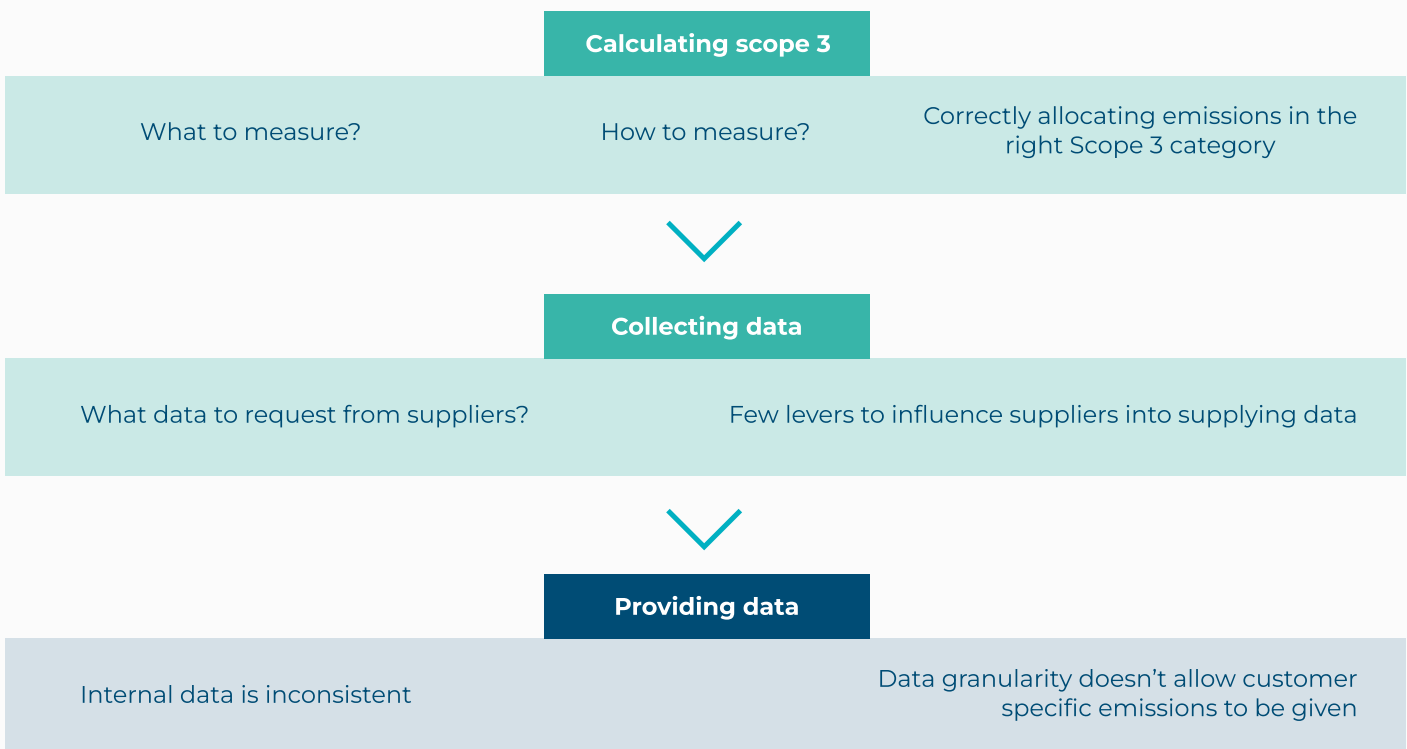 Calculating scope 3
What to measure?
How to measure?
Correctly allocating emissions in the
right Scope 3 category
Collecting data
What data to request from suppliers?
Few levers to influence suppliers into supplying data
Providing data
Internal data is inconsistent
Data granularity doesn’t allow customer
specific emissions to be given